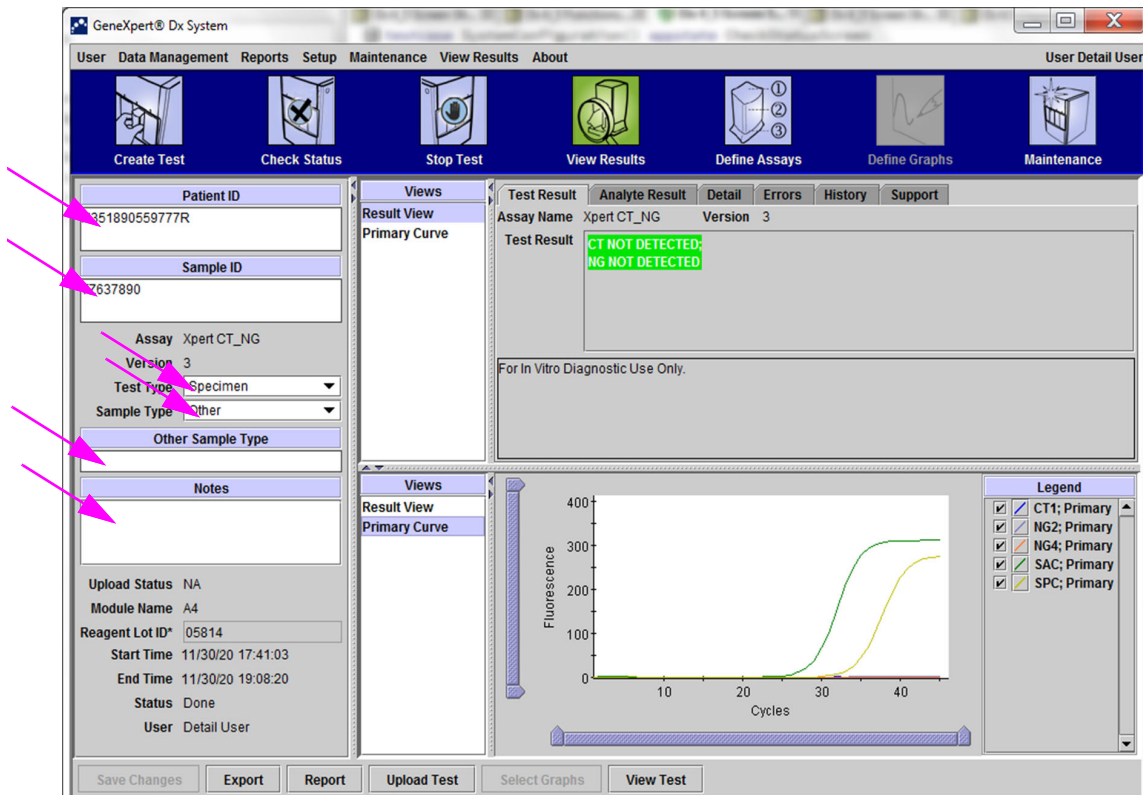 GeneXpert® Dx System
User Data Management Reports Setup Maintenance View Results About User Detail User
Create Test Check Status Stop Test View Results Define Assays Define Graphs Maintenance
Patient ID
351890559777R
Sample ID
7637890
Assay Xpert CT_NG
Version 3
Test Type Specimen
Sample Type Other
Other Sample Type
Notes
Upload Status NA
Module Name A4
Reagent Lot ID* 05814
Start Time 11/30/20 17:41:03
End Time 11/30/20 19:08:20
Status Done
User Detail User
Views
Result View
Primary Curve
Test Result Analyte Result Detail Errors History Support
Assay Name Xpert CT_NG Version 3
Test Result CT NOT DETECTED;
NG NOT DETECTED
For In Vitro Diagnostic Use Only.
Views
Result View
Primary Curve
400
300
200
100
0
Fluorescence
10 20 30 40
Cycles
Legend
CT1; Primary
NG2; Primary
NG4; Primary
SAC; Primary
SPC; Primary
Save Changes Export Report Upload Test Select Graphs View Test